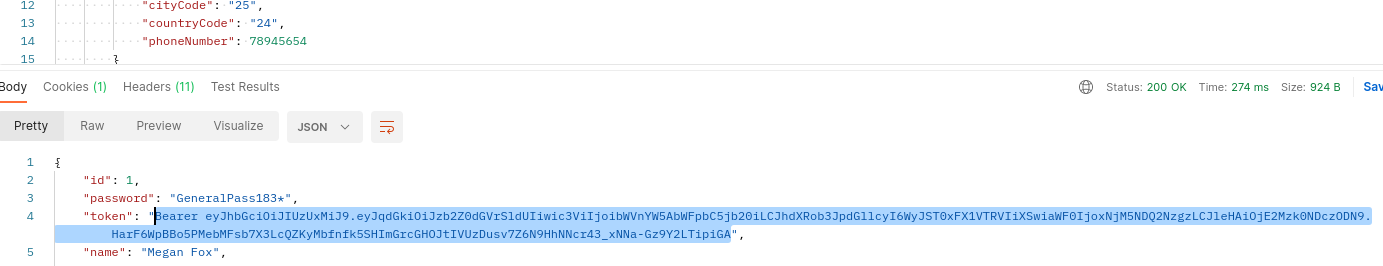 12 "cityCode": "25",
13 "countryCode": "24",
14 "phoneNumber": 78945654
15 }
Body Cookies (1) Headers (11) Test Results Status: 200 OK Time: 274 ms Size: 924 B Sav
Pretty Raw Preview Visualize JSON
1 {
2 "id": 1,
3 "password": "GeneralPass183*",
4 "token": "Bearer eyJhbGciOiJIUzUxMiJ9.eyJqdGkiOiJzb2Z0dGVrSldUIiwic3ViIjoibWVnYW5AbWFpbC5jb20iLCJhdXRob3JpdGllcyI6WyJST0xFX1VTRVIiXSwiaWF0IjoxNjM5NDQ2NzgzLCJleHAiOjE2Mzk0NDczODN9.
HarF6WpBBo5PMebMFsb7X3LcQZKyMbfnfk5SHImGrcGHOJtIVUzDusv7Z6N9HhNNcr43_xNNa-Gz9Y2LTipiGA",
5 "name": "Megan Fox",